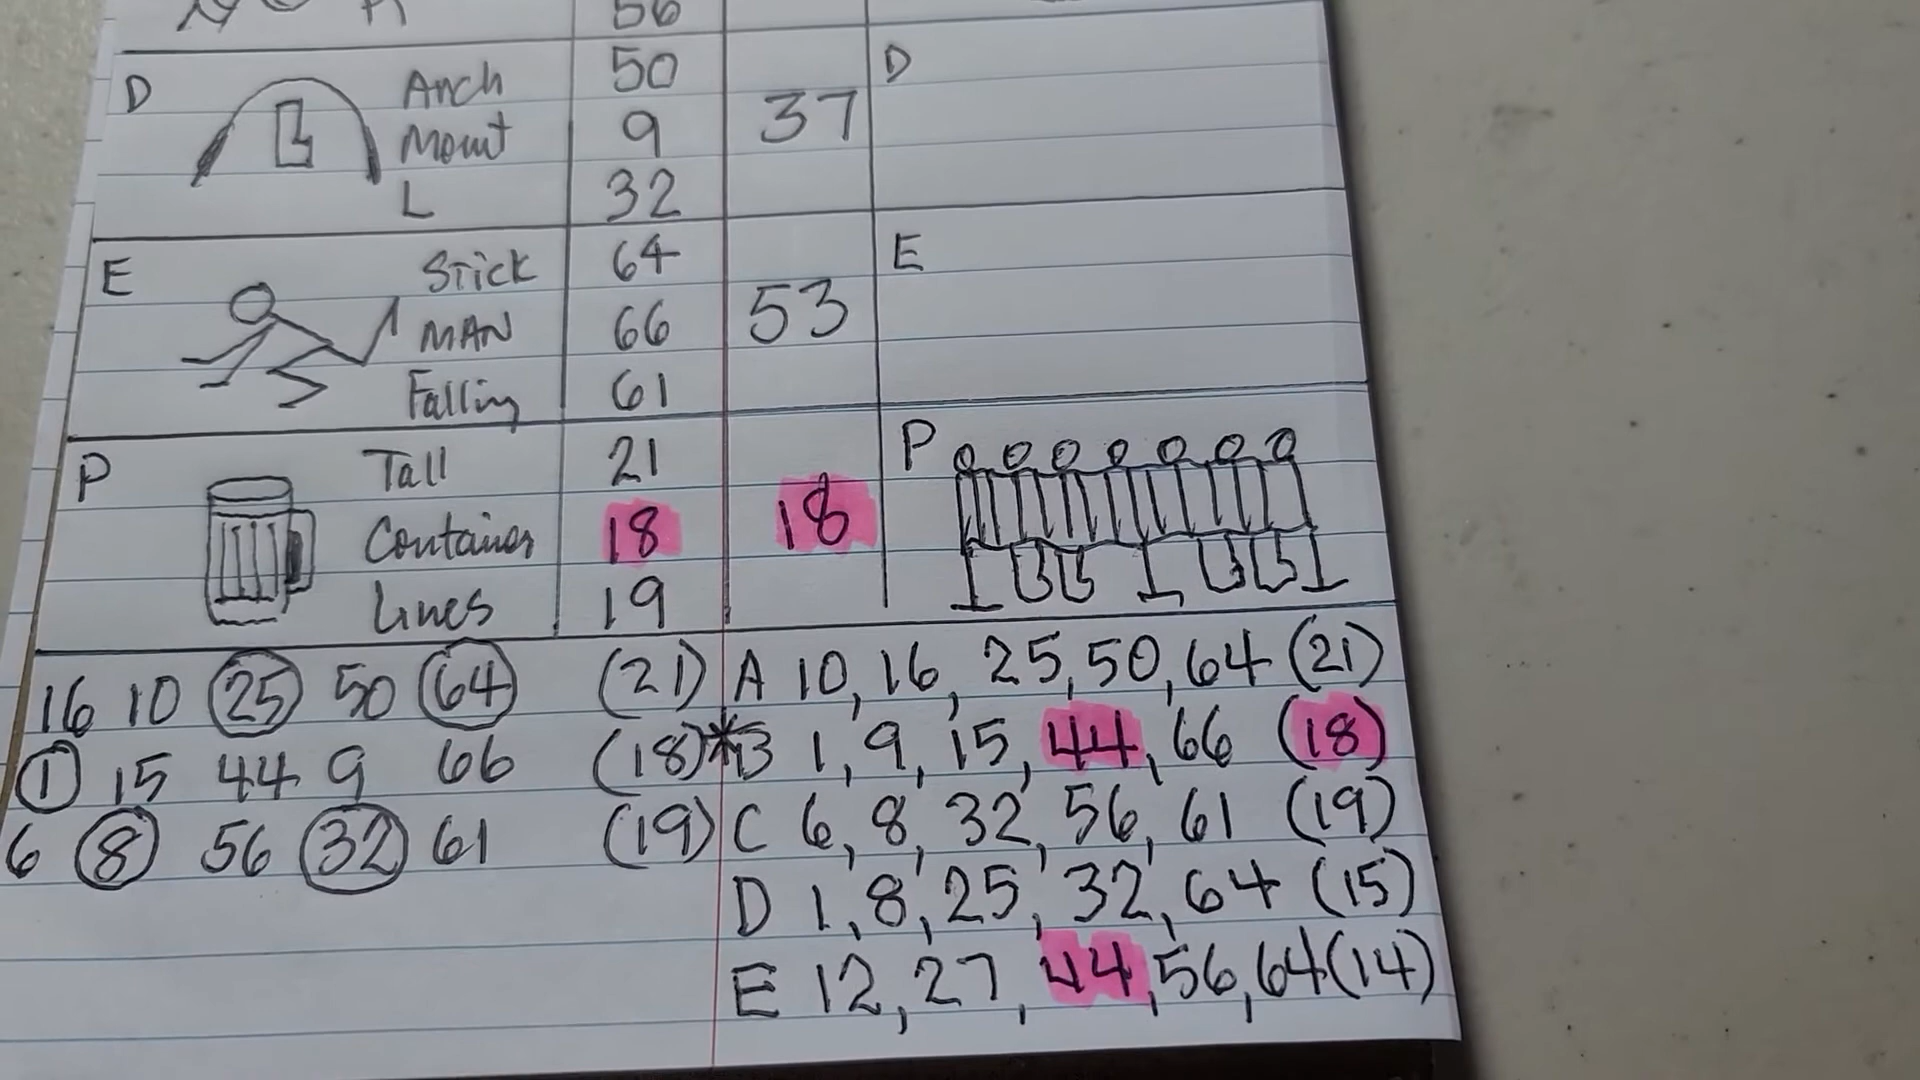 56
D Arch 50 37 D
Mount 9
L 32
E Stick 64 53 E
MAN 66
Falling 61
P Tall 21 P
Container 18 18
Lines 19
16 10 25 50 64 (21) A 10, 16, 25, 50, 64 (21)
1 15 44 9 66 (18) *B 1, 9, 15, 44, 66 (18)
6 8 56 32 61 (19) C 6, 8, 32, 56, 61 (19)
D 1, 8, 25, 32, 64 (15)
E 12, 27, 44, 56, 64 (14)